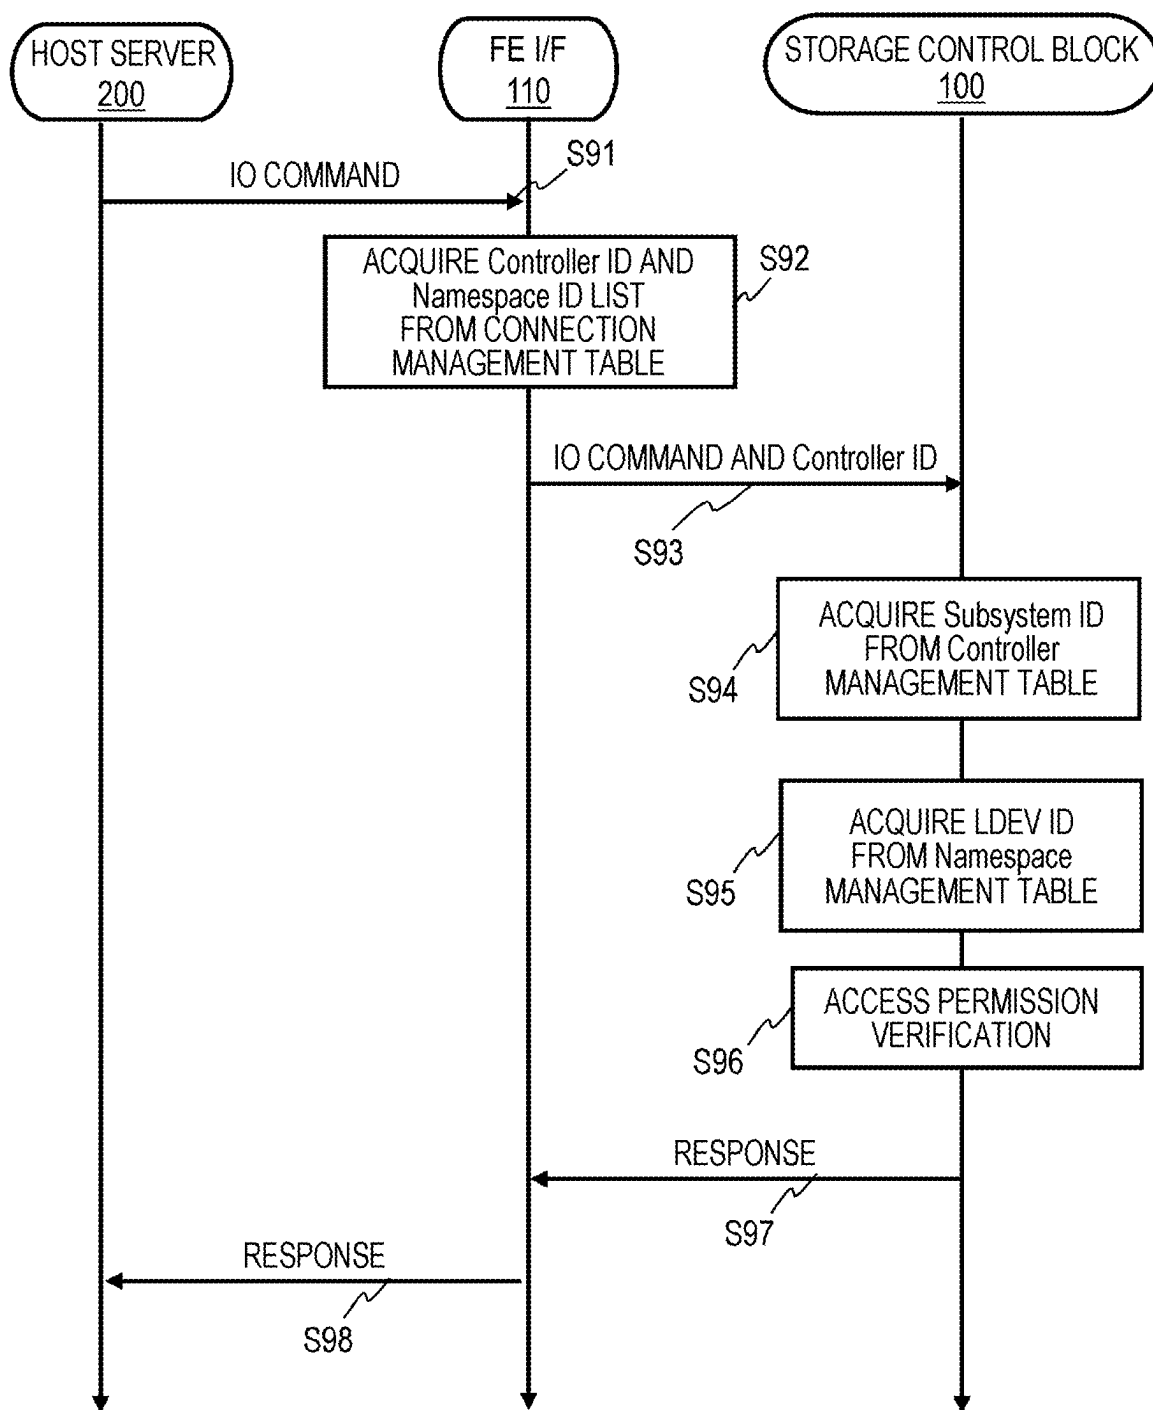 HOST SERVER
200
FE I/F
110
STORAGE CONTROL BLOCK
100
S91
IO COMMAND
ACQUIRE Controller ID AND
Namespace ID LIST
FROM CONNECTION
MANAGEMENT TABLE
S92
IO COMMAND AND Controller ID
S93
ACQUIRE Subsystem ID
FROM Controller
MANAGEMENT TABLE
S94
ACQUIRE LDEV ID
FROM Namespace
MANAGEMENT TABLE
S95
ACCESS PERMISSION
VERIFICATION
S96
RESPONSE
S97
RESPONSE
S98